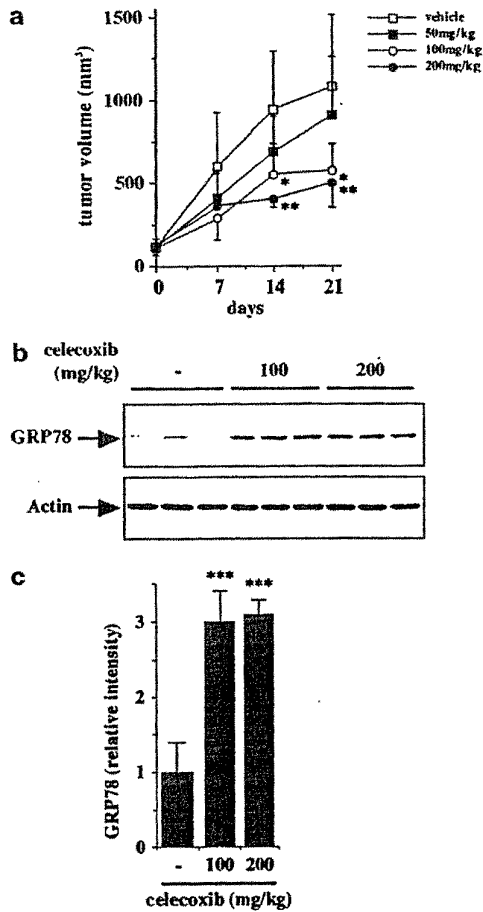 a
1500
1000
500
0
tumor volume (mm³)
0 7 14 21
days
vehicle
50mg/kg
100mg/kg
200mg/kg
*
**
*
**
b
celecoxib
(mg/kg)
- 100 200
GRP78
Actin
c
*** ***
3
2
1
0
GRP78 (relative intensity)
- 100 200
celecoxib (mg/kg)